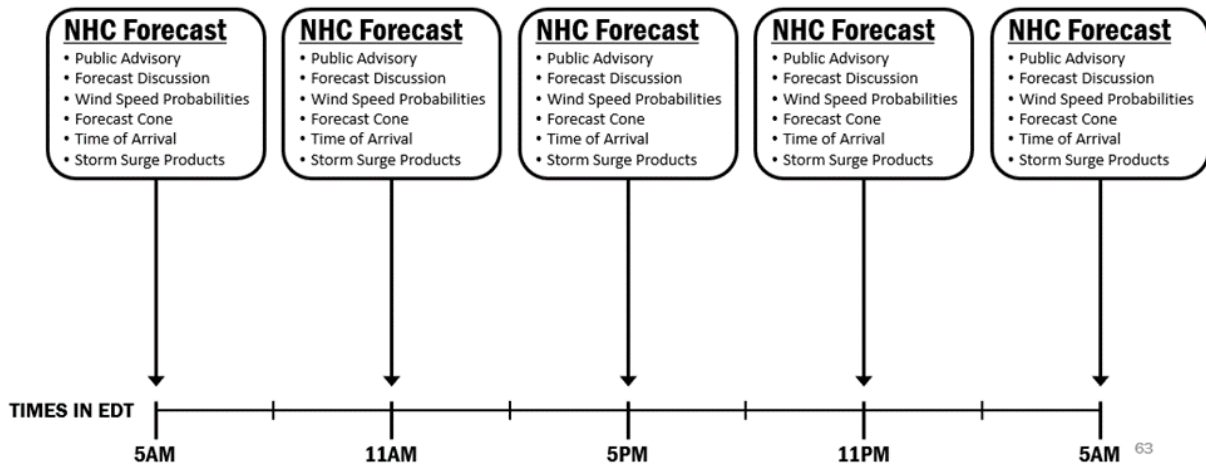 NHC Forecast
• Public Advisory
• Forecast Discussion
• Wind Speed Probabilities
• Forecast Cone
• Time of Arrival
• Storm Surge Products
NHC Forecast
• Public Advisory
• Forecast Discussion
• Wind Speed Probabilities
• Forecast Cone
• Time of Arrival
• Storm Surge Products
NHC Forecast
• Public Advisory
• Forecast Discussion
• Wind Speed Probabilities
• Forecast Cone
• Time of Arrival
• Storm Surge Products
NHC Forecast
• Public Advisory
• Forecast Discussion
• Wind Speed Probabilities
• Forecast Cone
• Time of Arrival
• Storm Surge Products
NHC Forecast
• Public Advisory
• Forecast Discussion
• Wind Speed Probabilities
• Forecast Cone
• Time of Arrival
• Storm Surge Products
TIMES IN EDT
5AM
11AM
5PM
11PM
5AM
63